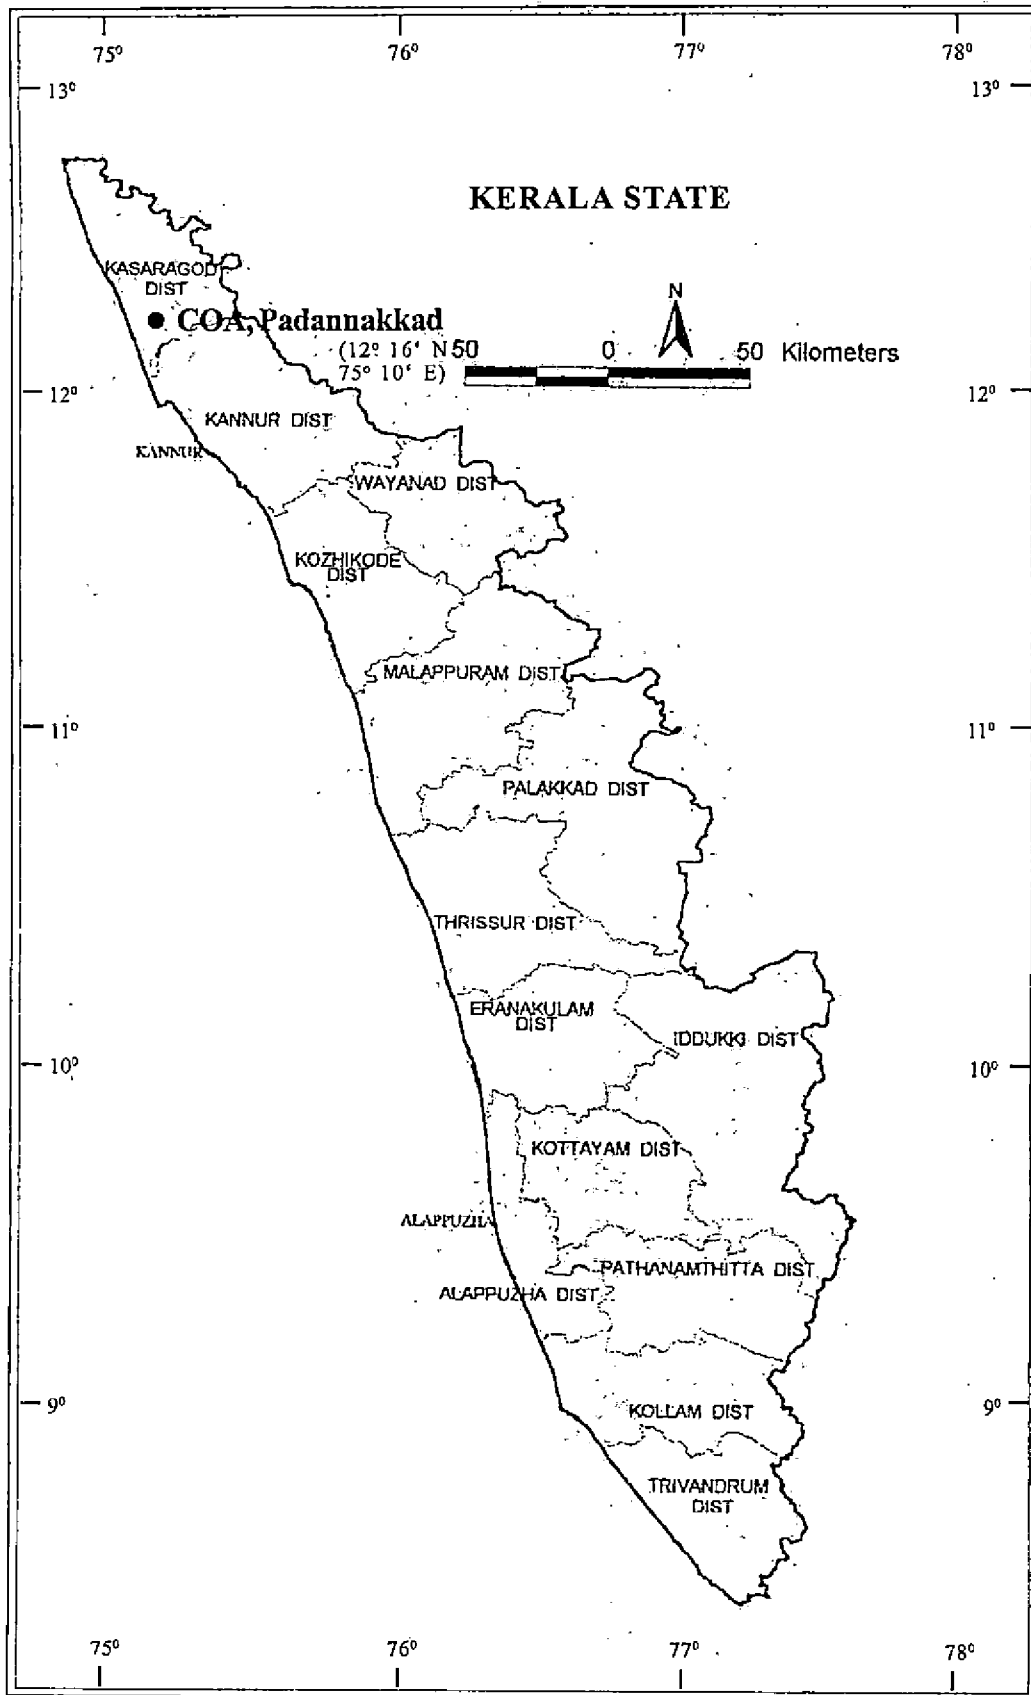 75⁰ 76⁰ 77⁰ 78⁰
13⁰ 13⁰
KERALA STATE
KASARAGOD
DIST
N
COA, Padannakkad
(12⁰ 16' N
75⁰ 10' E)
50 0 50 Kilometers
12⁰ 12⁰
KANNUR DIST
KANNUR
WAYANAD DIST
KOZHIKODE
DIST
MALAPPURAM DIST
11⁰ 11⁰
PALAKKAD DIST
THRISSUR DIST
ERANAKULAM
DIST
IDDUKKI DIST
10⁰ 10⁰
KOTTAYAM DIST
ALAPPUZHA
PATHANAMTHITTA DIST
ALAPPUZHA DIST
9⁰ 9⁰
KOLLAM DIST
TRIVANDRUM
DIST
75⁰ 76⁰ 77⁰ 78⁰